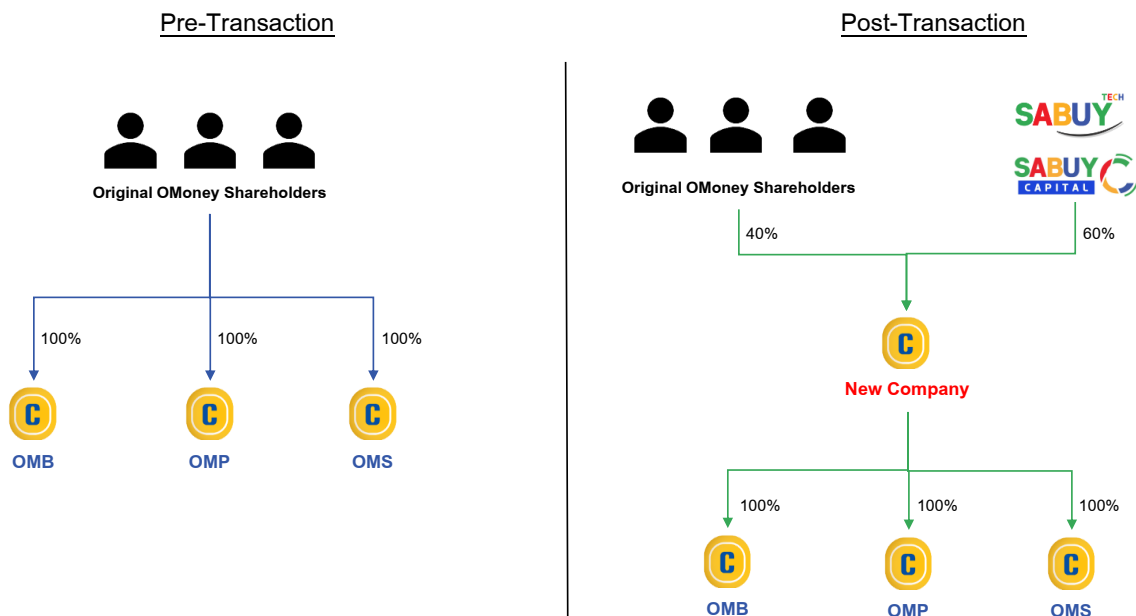 Pre-Transaction
Original OMoney Shareholders
100%
100%
100%
C
C
C
OMB
OMP
OMS
Post-Transaction
SABUY TECH
SABUY
CAPITAL
Original OMoney Shareholders
40%
60%
C
New Company
100%
100%
100%
C
C
C
OMB
OMP
OMS